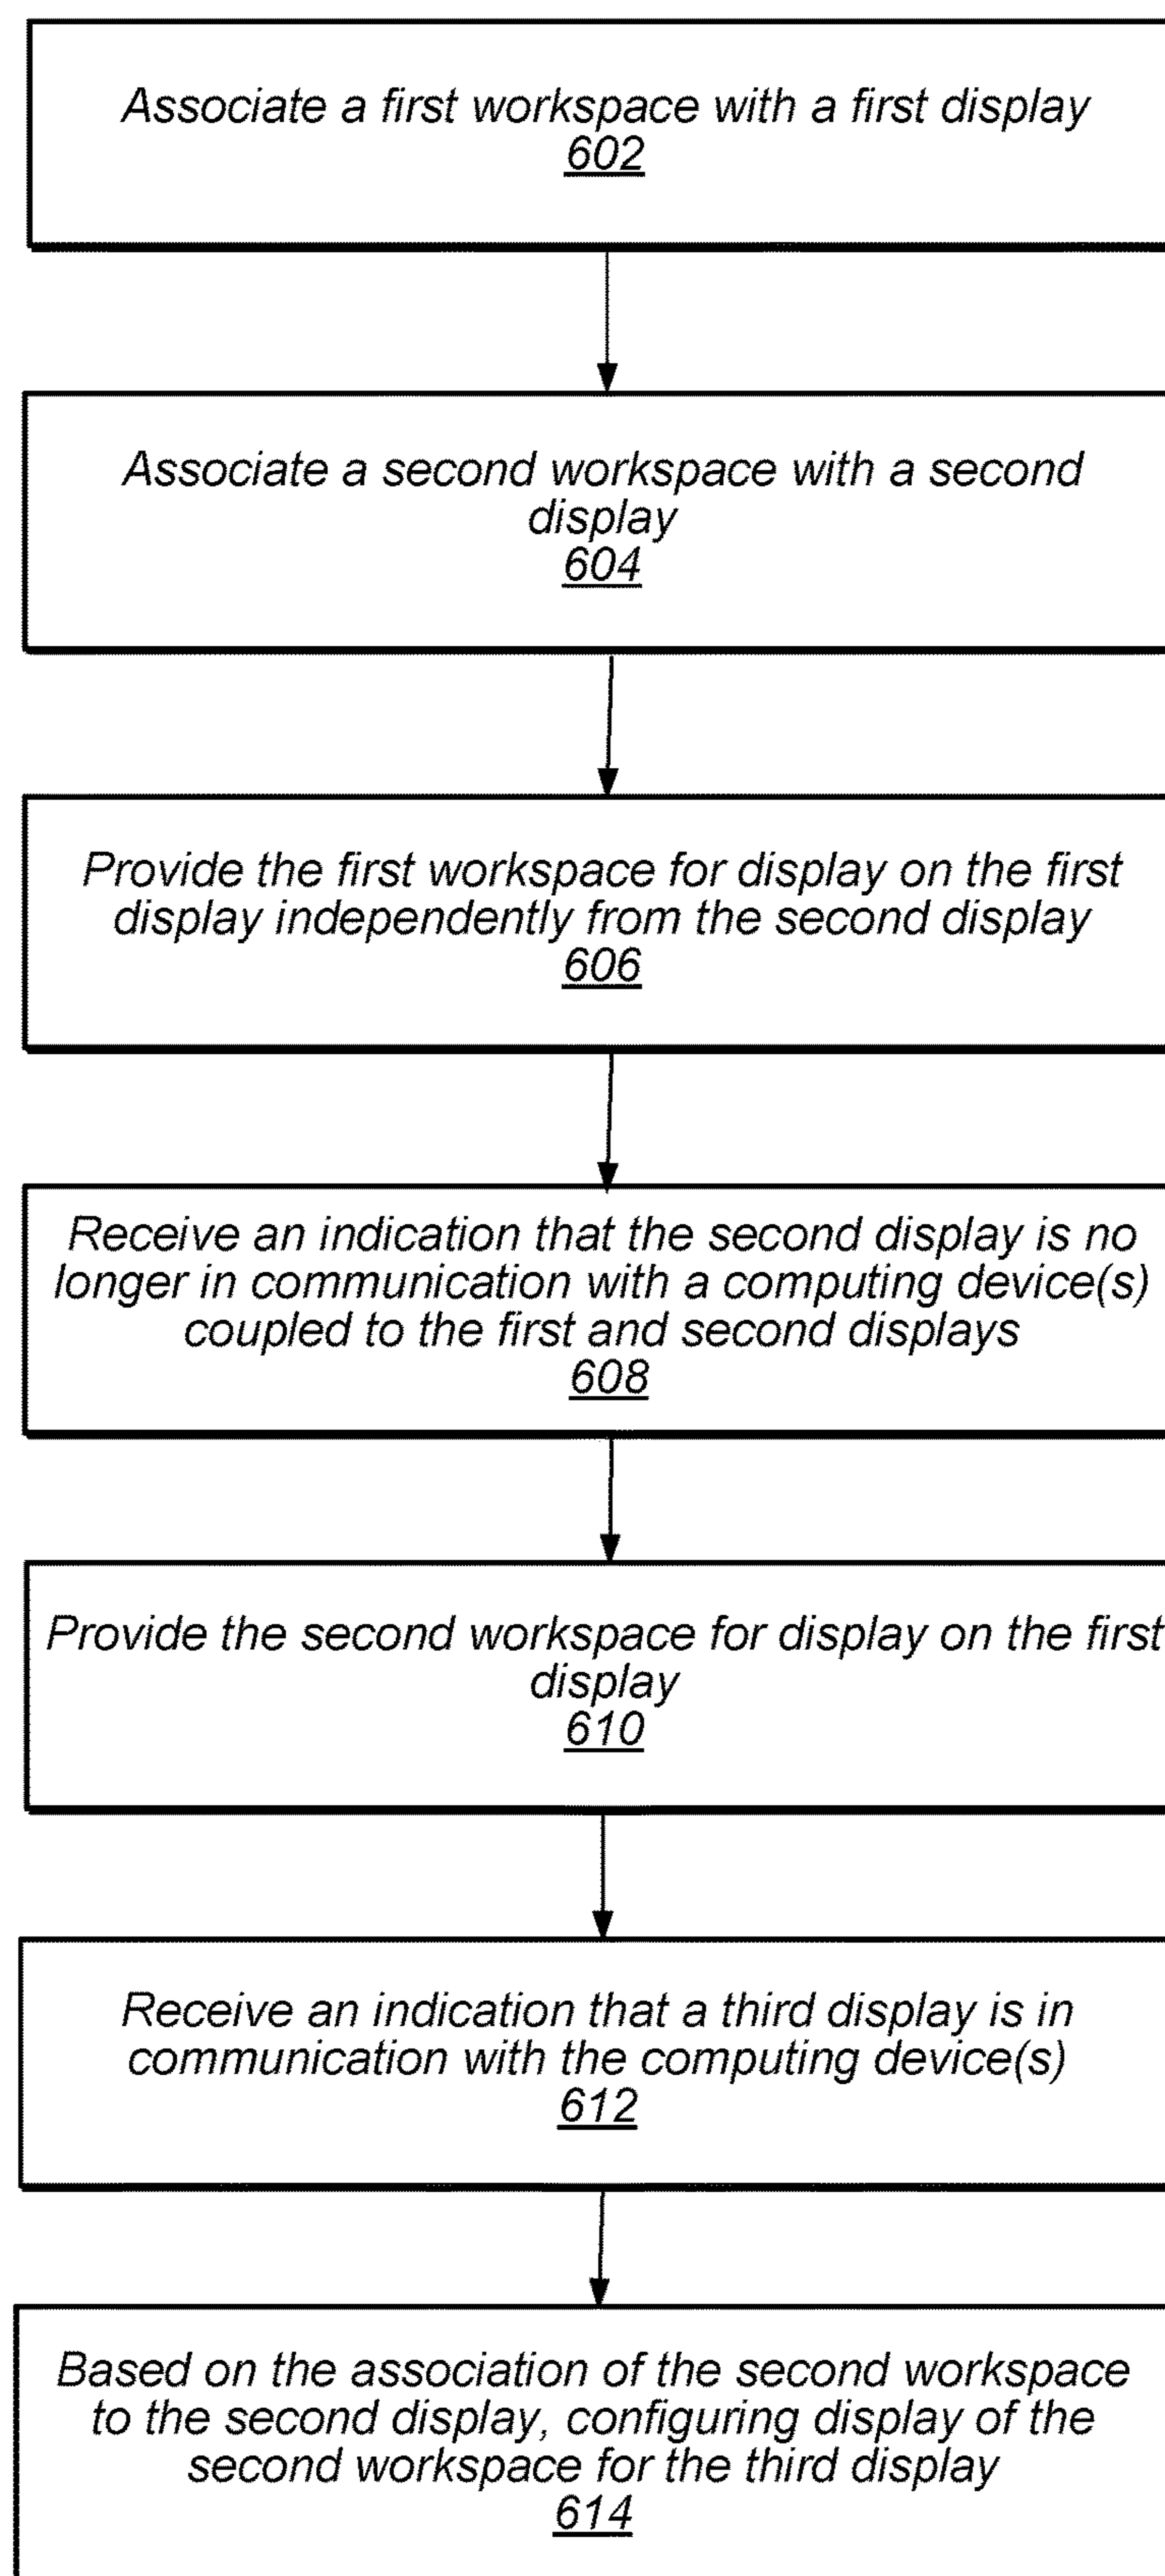 Associate a first workspace with a first display
602
Associate a second workspace with a second
display
604
Provide the first workspace for display on the first
display independently from the second display
606
Receive an indication that the second display is no
longer in communication with a computing device(s)
coupled to the first and second displays
608
Provide the second workspace for display on the first
display
610
Receive an indication that a third display is in
communication with the computing device(s)
612
Based on the association of the second workspace
to the second display, configuring display of the
second workspace for the third display
614